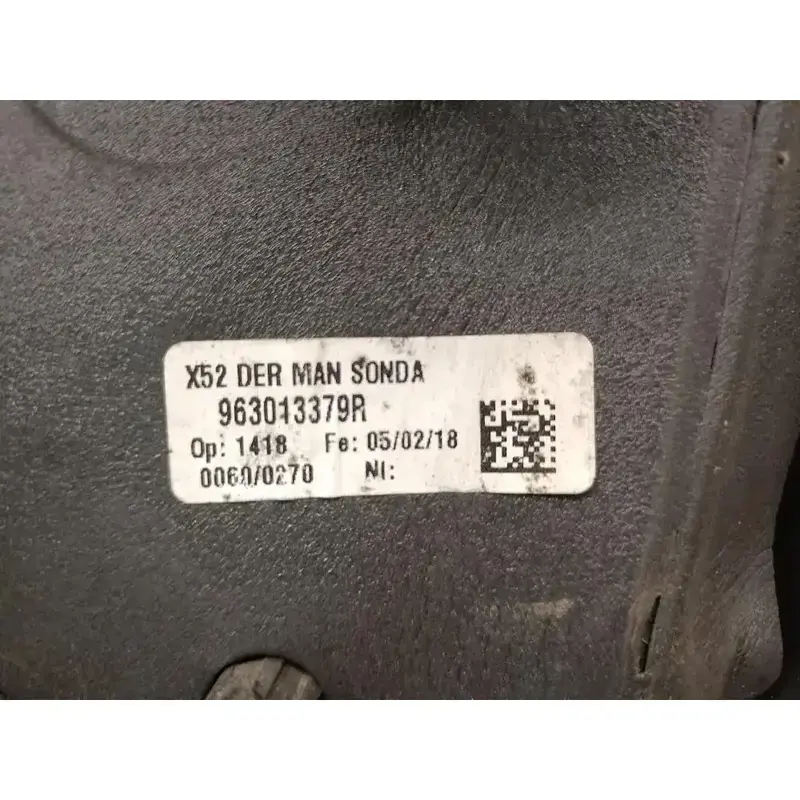 X52 DER MAN SONDA
963013379R
Op: 1418 Fe: 05/02/18
0060/0270 NI: